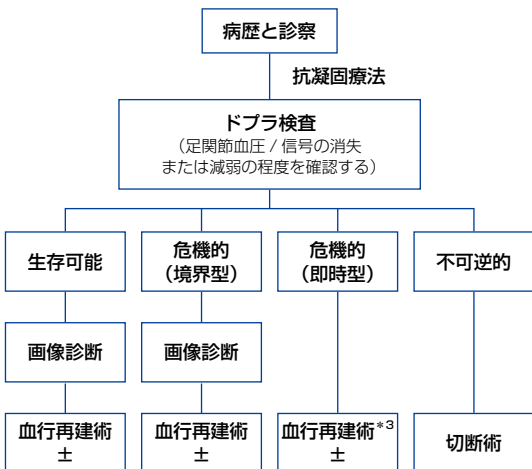 病歴と診察
抗凝固療法
ドプラ検査
（足関節血圧 / 信号の消失
または減弱の程度を確認する）
生存可能
危機的
（境界型）
危機的
（即時型）
不可逆的
画像診断
画像診断
血行再建術
±
血行再建術
±
血行再建術*3
±
切断術